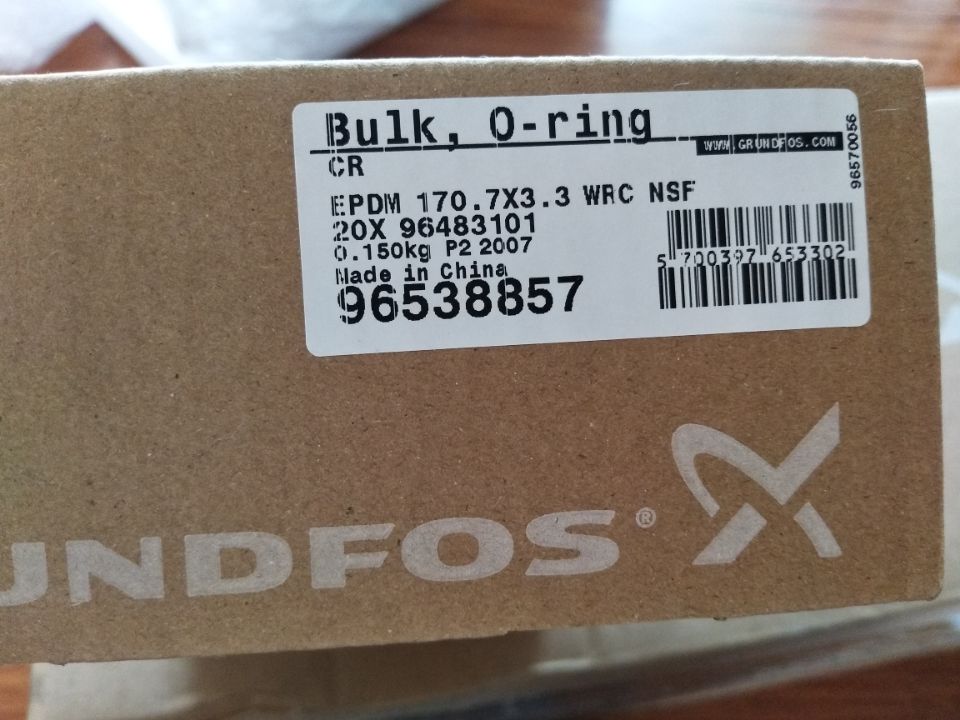 Bulk, O-ring
WWW.GRUNDFOS.COM
96570056
CR
EPDM 170.7X3.3 WRC NSF
20X 96483101
0.150kg P2 2007
Made in China
96538857
5 700397 653302
UNDFOS®